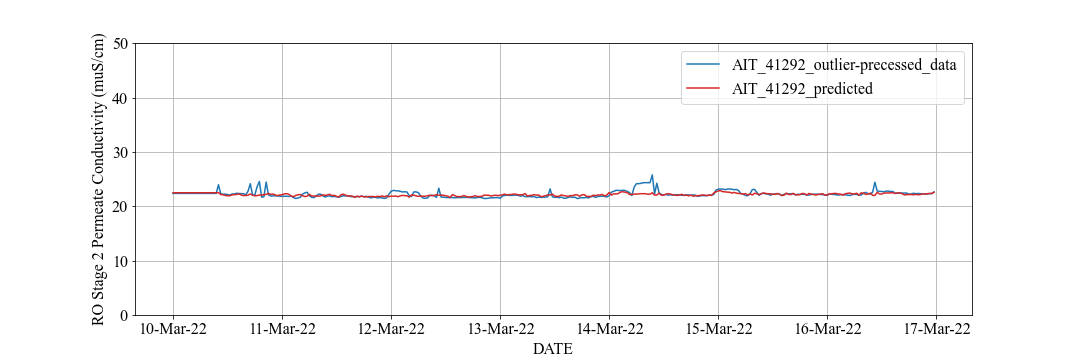 RO Stage 2 Permeate Conductivity (muS/cm)
50
40
30
20
10
0
AIT_41292_outlier-precessed_data
AIT_41292_predicted
10-Mar-22 11-Mar-22 12-Mar-22 13-Mar-22 14-Mar-22 15-Mar-22 16-Mar-22 17-Mar-22
DATE